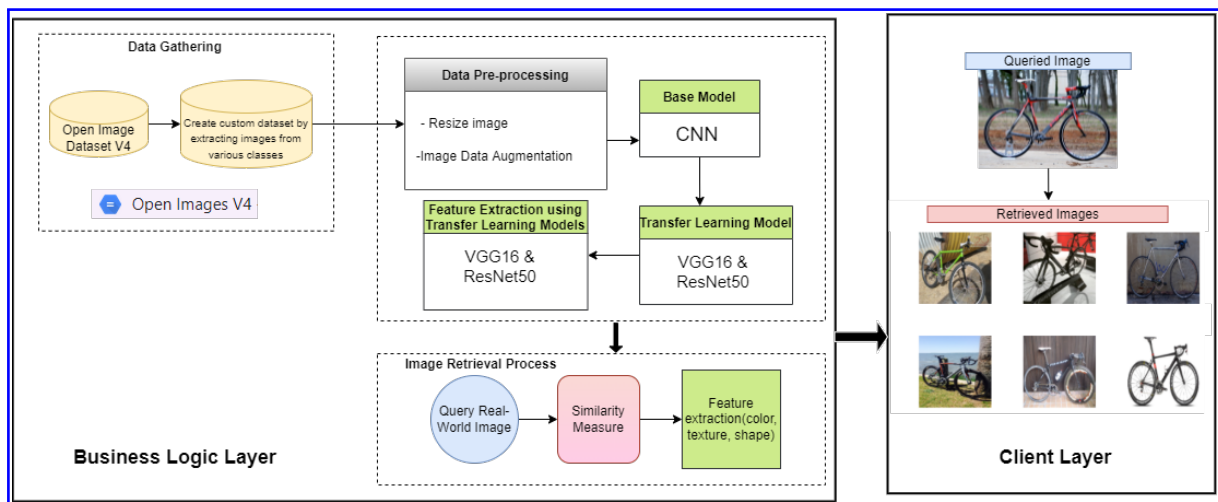 Data Gathering
Open Image
Dataset V4
Create custom dataset by
extracting images from
various classes
Open Images V4
Data Pre-processing
- Resize image
-Image Data Augmentation
Base Model
CNN
Feature Extraction using
Transfer Learning Models
VGG16 &
ResNet50
Transfer Learning Model
VGG16 &
ResNet50
Image Retrieval Process
Query Real-
World Image
Similarity
Measure
Feature
extraction(color,
texture, shape)
Business Logic Layer
Queried Image
Retrieved Images
Client Layer